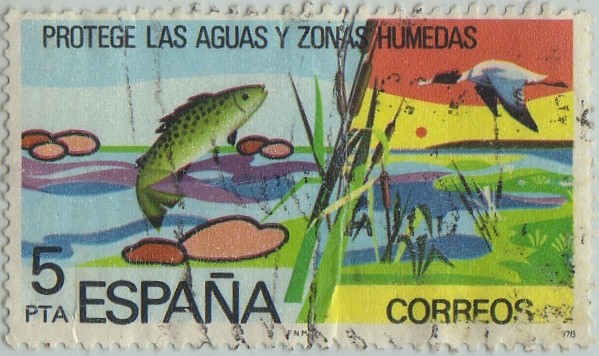 PROTEGE LAS AGUAS Y ZONAS HUMEDAS
5
PTA ESPAÑA CORREOS